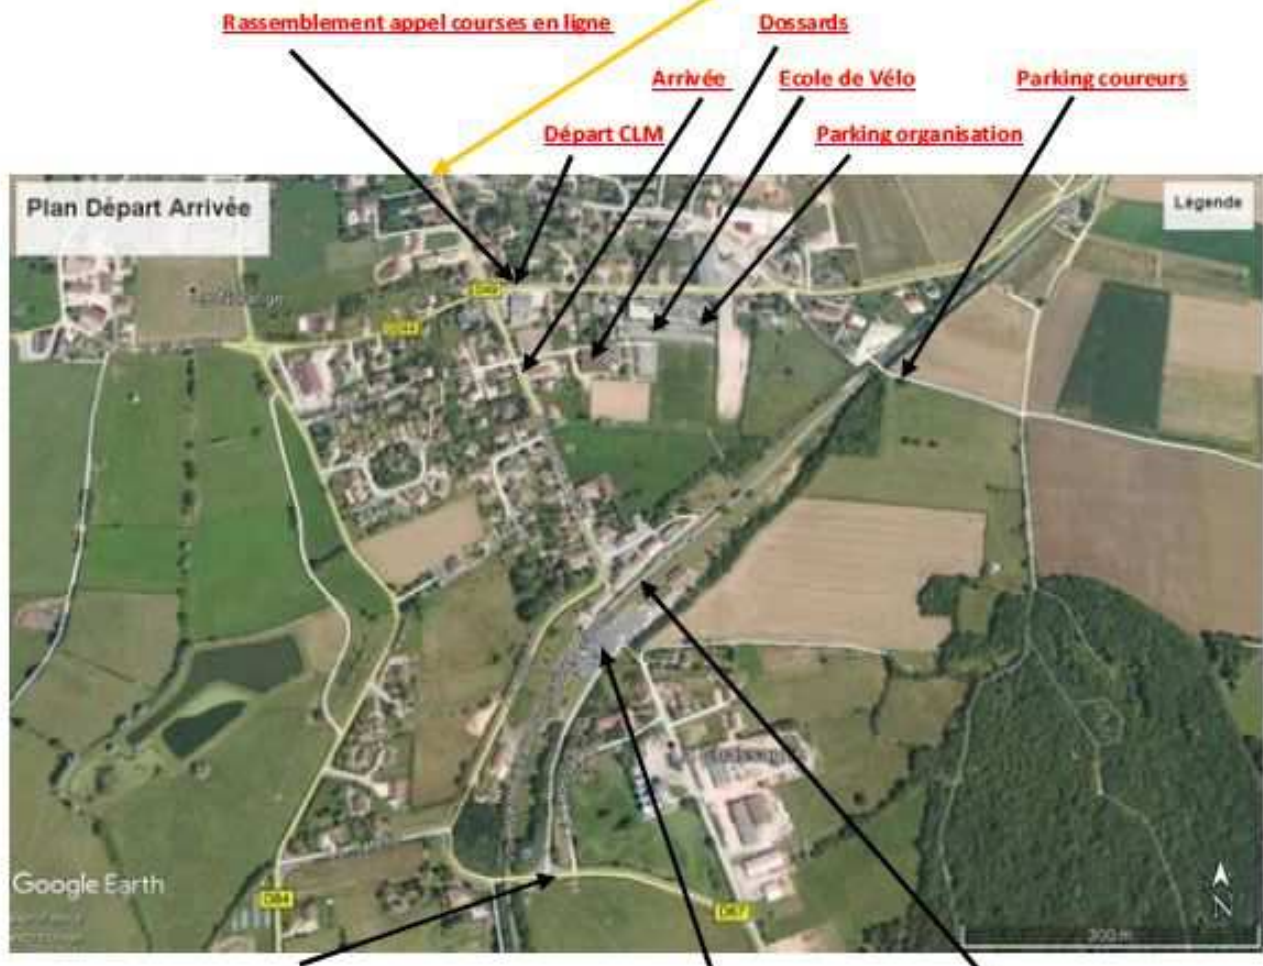 Rassemblement appel courses en ligne
Dossards
Arrivée
Ecole de Vélo
Parking coureurs
Départ CLM
Parking organisation
Plan Départ Arrivée
Légende
Google Earth
D84
D67
300 m
N